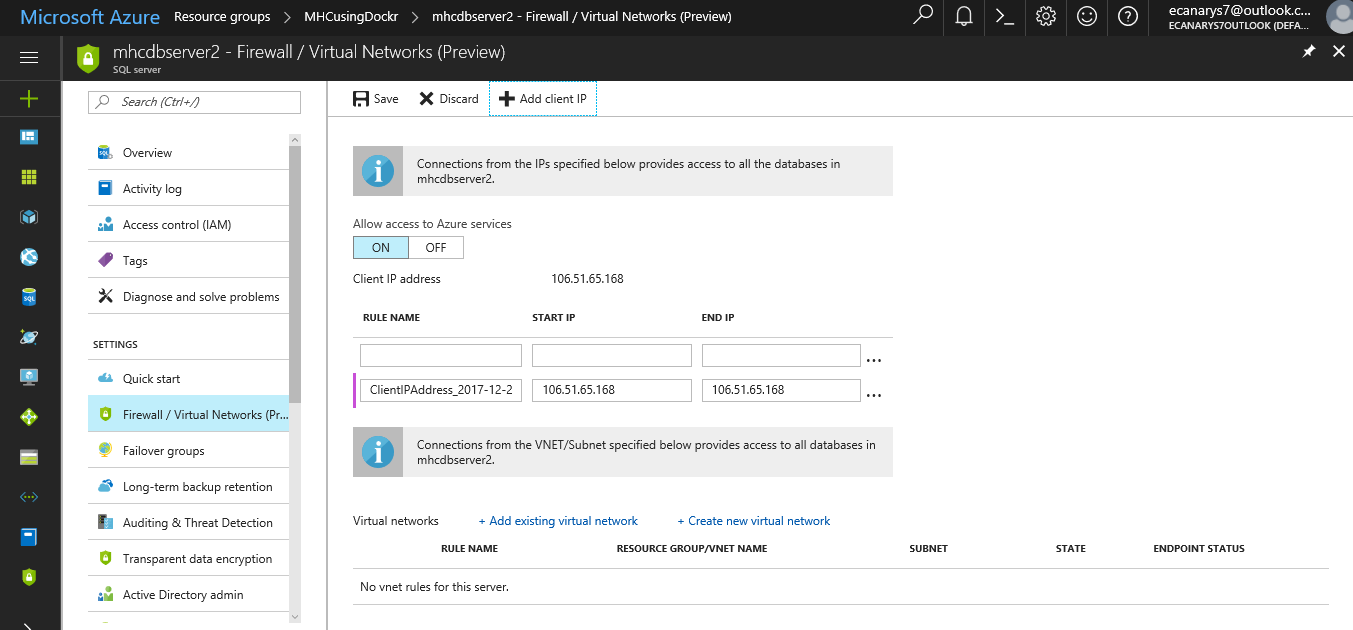 Microsoft Azure Resource groups > MHCusingDockr > mhcdbserver2 - Firewall / Virtual Networks (Preview)
ecanarys7@outlook.c...
ECANARYS7OUTLOOK (DEFA...
mhcdbserver2 - Firewall / Virtual Networks (Preview)
SQL server
Search (Ctrl+/)
Overview
Activity log
Access control (IAM)
Tags
Diagnose and solve problems
SETTINGS
Quick start
Firewall / Virtual Networks (Pr...
Failover groups
Long-term backup retention
Auditing & Threat Detection
Transparent data encryption
Active Directory admin
Save Discard Add client IP
Connections from the IPs specified below provides access to all the databases in
mhcdbserver2.
Allow access to Azure services
ON OFF
Client IP address 106.51.65.168
RULE NAME START IP END IP
...
ClientIPAddress_2017-12-2 106.51.65.168 106.51.65.168 ...
Connections from the VNET/Subnet specified below provides access to all databases in
mhcdbserver2.
Virtual networks + Add existing virtual network + Create new virtual network
RULE NAME RESOURCE GROUP/VNET NAME SUBNET STATE ENDPOINT STATUS
No vnet rules for this server.